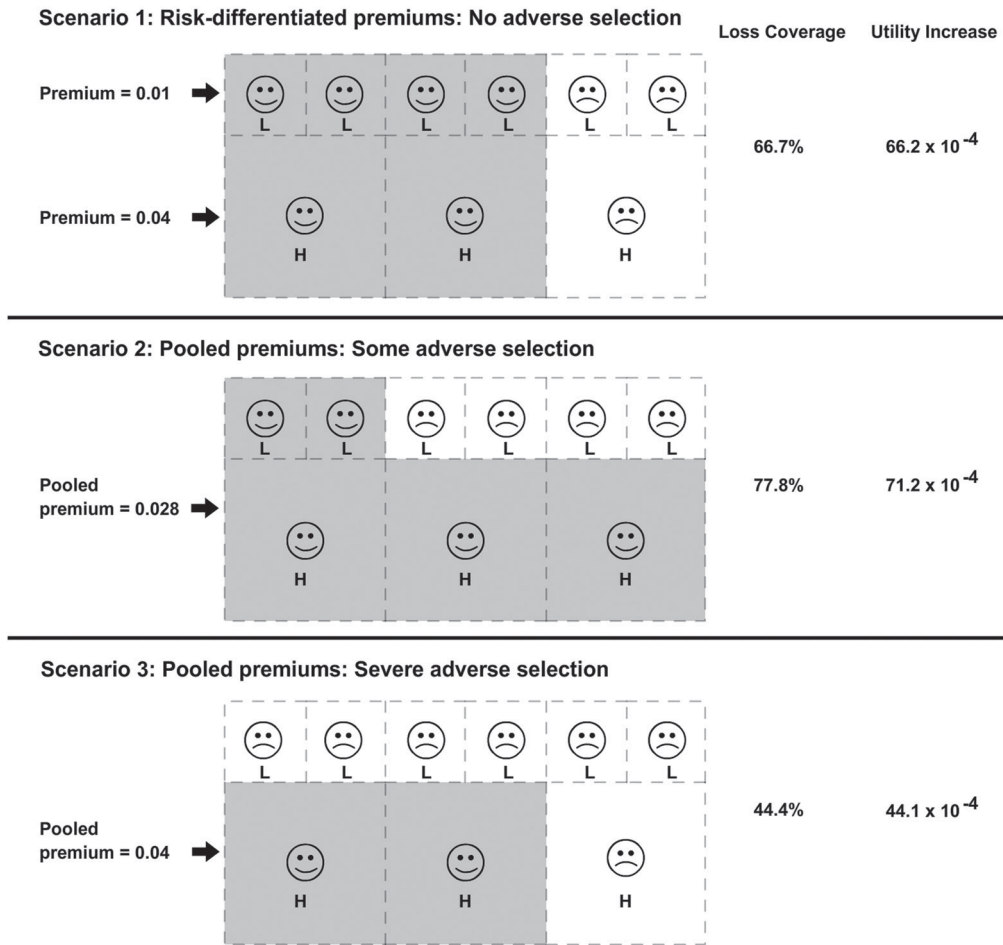 Scenario 1: Risk-differentiated premiums: No adverse selection
Loss Coverage Utility Increase
Premium = 0.01
L L L L L L
66.7% 66.2 x 10 -4
Premium = 0.04
H H H
Scenario 2: Pooled premiums: Some adverse selection
L L L L L L
Pooled
premium = 0.028
77.8% 71.2 x 10 -4
H H H
Scenario 3: Pooled premiums: Severe adverse selection
L L L L L L
44.4% 44.1 x 10 -4
Pooled
premium = 0.04
H H H